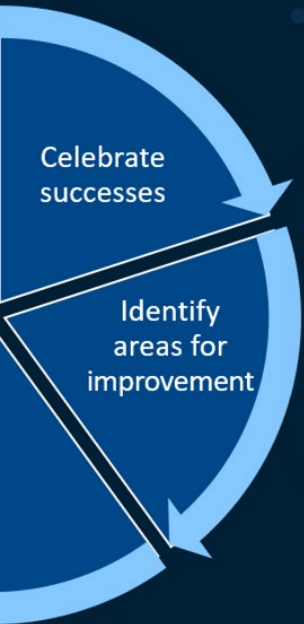 Celebrate
successes
Identify
areas for
improvement